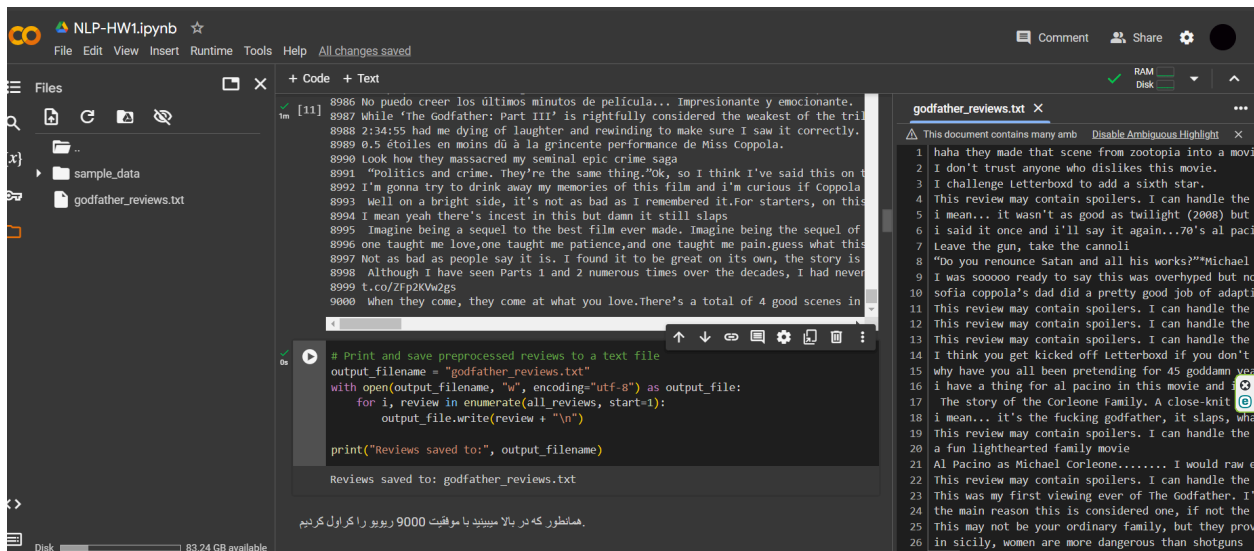 NLP-HW1.ipynb
File Edit View Insert Runtime Tools Help All changes saved
Comment Share
Files
..
sample_data
godfather_reviews.txt
{x}
Disk 83.24 GB available
+ Code + Text
RAM
Disk
[11]
1m
8986 No puedo creer los últimos minutos de película... Impresionante y emocionante.
8987 While ‘The Godfather: Part III’ is rightfully considered the weakest of the tril
8988 2:34:55 had me dying of laughter and rewinding to make sure I saw it correctly.
8989 0.5 étoiles en moins dû à la grincente performance de Miss Coppola.
8990 Look how they massacred my seminal epic crime saga
8991 “Politics and crime. They’re the same thing.”Ok, so I think I've said this on t
8992 I'm gonna try to drink away my memories of this film and i'm curious if Coppola
8993 Well on a bright side, it's not as bad as I remembered it.For starters, on this
8994 I mean yeah there's incest in this but damn it still slaps
8995 Imagine being a sequel to the best film ever made. Imagine being the sequel of
8996 one taught me love,one taught me patience,and one taught me pain.guess what this
8997 Not as bad as people say it is. I found it to be great on its own, the story is
8998 Although I have seen Parts 1 and 2 numerous times over the decades, I had never
8999 t.co/ZFp2KVw2gs
9000 When they come, they come at what you love.There’s a total of 4 good scenes in
0s
# Print and save preprocessed reviews to a text file
output_filename = "godfather_reviews.txt"
with open(output_filename, "w", encoding="utf-8") as output_file:
for i, review in enumerate(all_reviews, start=1):
output_file.write(review + "\n")
print("Reviews saved to:", output_filename)
Reviews saved to: godfather_reviews.txt
همانطور که در بالا میبینید با موفقیت 9000 ریویو را کراول کردیم.
godfather_reviews.txt
This document contains many amb Disable Ambiguous Highlight
1 haha they made that scene from zootopia into a movi
2 I don't trust anyone who dislikes this movie.
3 I challenge Letterboxd to add a sixth star.
4 This review may contain spoilers. I can handle the
5 i mean... it wasn't as good as twilight (2008) but
6 i said it once and i'll say it again...70's al paci
7 Leave the gun, take the cannoli
8 “Do you renounce Satan and all his works?”*Michael
9 I was sooooo ready to say this was overhyped but no
10 sofia coppola’s dad did a pretty good job of adapti
11 This review may contain spoilers. I can handle the
12 This review may contain spoilers. I can handle the
13 This review may contain spoilers. I can handle the
14 I think you get kicked off Letterboxd if you don't
15 why have you all been pretending for 45 goddamn yea
16 i have a thing for al pacino in this movie and i
17 The story of the Corleone Family. A close-knit
18 i mean... it's the fucking godfather, it slaps, wha
19 This review may contain spoilers. I can handle the
20 a fun lighthearted family movie
21 Al Pacino as Michael Corleone........ I would raw e
22 This review may contain spoilers. I can handle the
23 This was my first viewing ever of The Godfather. I'
24 the main reason this is considered one, if not the
25 This may not be your ordinary family, but they prov
26 in sicily, women are more dangerous than shotguns